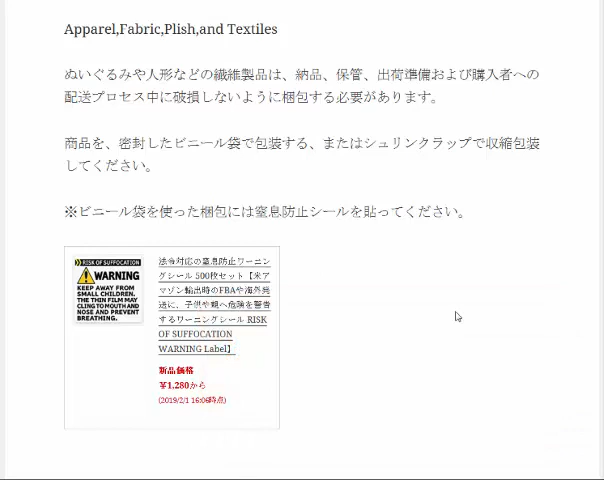 Apparel,Fabric,Plish,and Textiles
ぬいぐるみや人形などの繊維製品は、納品、保管、出荷準備および購入者への
配送プロセス中に破損しないように梱包する必要があります。
商品を、密封したビニール袋で包装する、またはシュリンクラップで収縮包装
してください。
※ビニール袋を使った梱包には窒息防止シールを貼ってください。
RISK OF SUFFOCATION
WARNING
KEEP AWAY FROM
SMALL CHILDREN.
THE THIN FILM MAY
CLING TO MOUTH AND
NOSE AND PREVENT
BREATHING.
法令対応の窒息防止ワーニン
グシール 500枚セット【米ア
マゾン輸出時のFBAや海外発
送に、子供や親へ危険を警告
するワーニングシール RISK
OF SUFFOCATION
WARNING Label】
新品価格
￥1,280から
(2019/2/1 16:06時点)